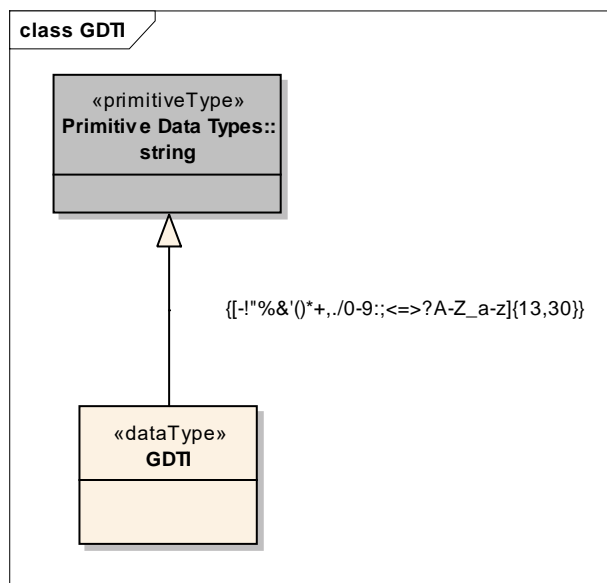 class GDTI
«primitiveType»
Primitive Data Types::
string
{[-!"%&'()*+,./0-9:;<=>?A-Z_a-z]{13,30}}
«dataType»
GDTI